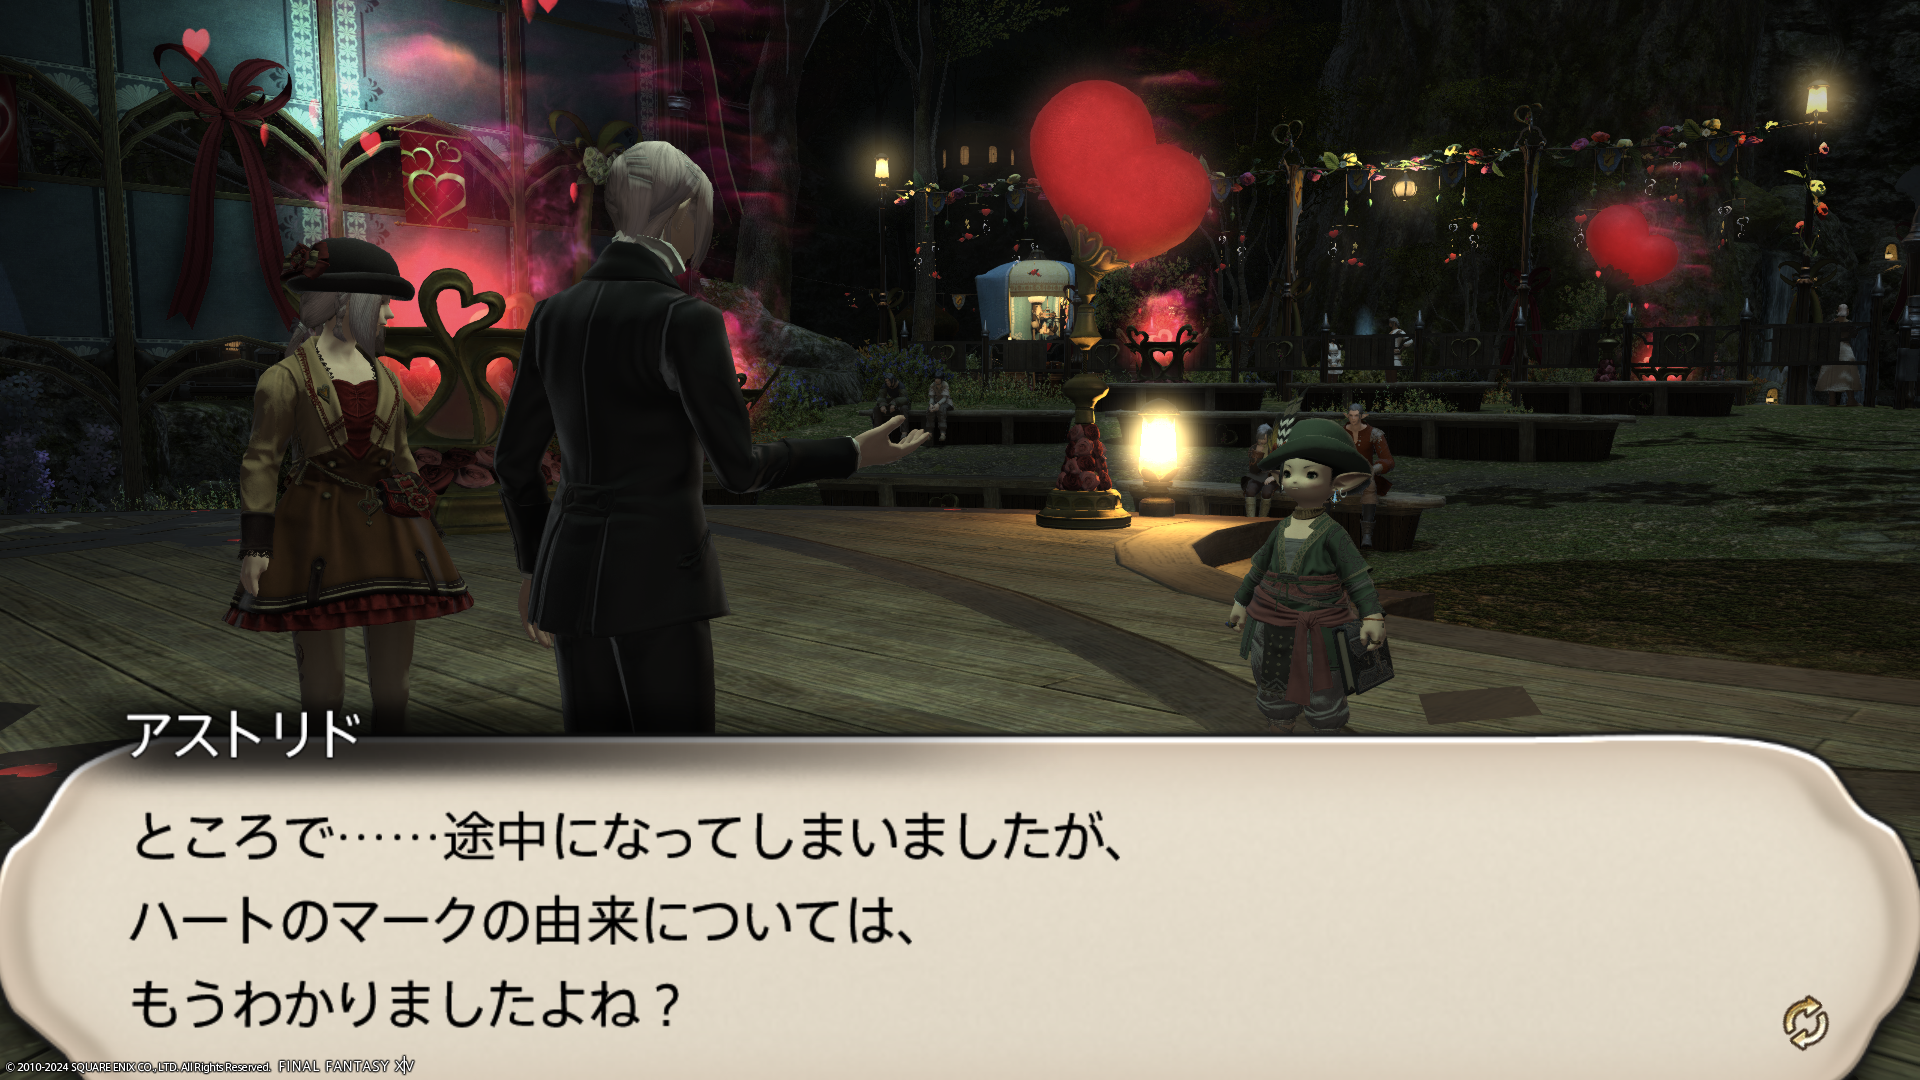 アストリド
ところで……途中になってしまいましたが、
ハートのマークの由来については、
もうわかりましたよね？
© 2010-2024 SQUARE ENIX CO., LTD. All Rights Reserved. FINAL FANTASY XIV